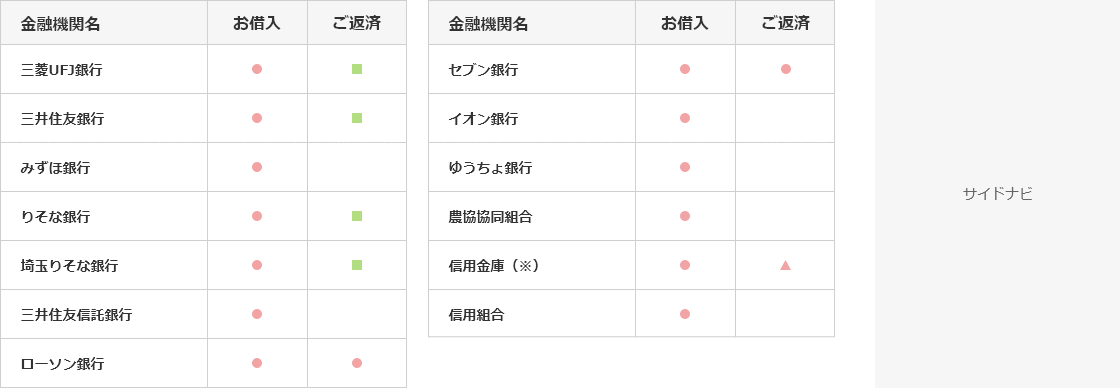 金融機関名 お借入 ご返済
三菱UFJ銀行 ● ■
三井住友銀行 ● ■
みずほ銀行 ●
りそな銀行 ● ■
埼玉りそな銀行 ● ■
三井住友信託銀行 ●
ローソン銀行 ● ●
金融機関名 お借入 ご返済
セブン銀行 ● ●
イオン銀行 ●
ゆうちょ銀行 ●
農協協同組合 ●
信用金庫（※） ● ▲
信用組合 ●
サイドナビ